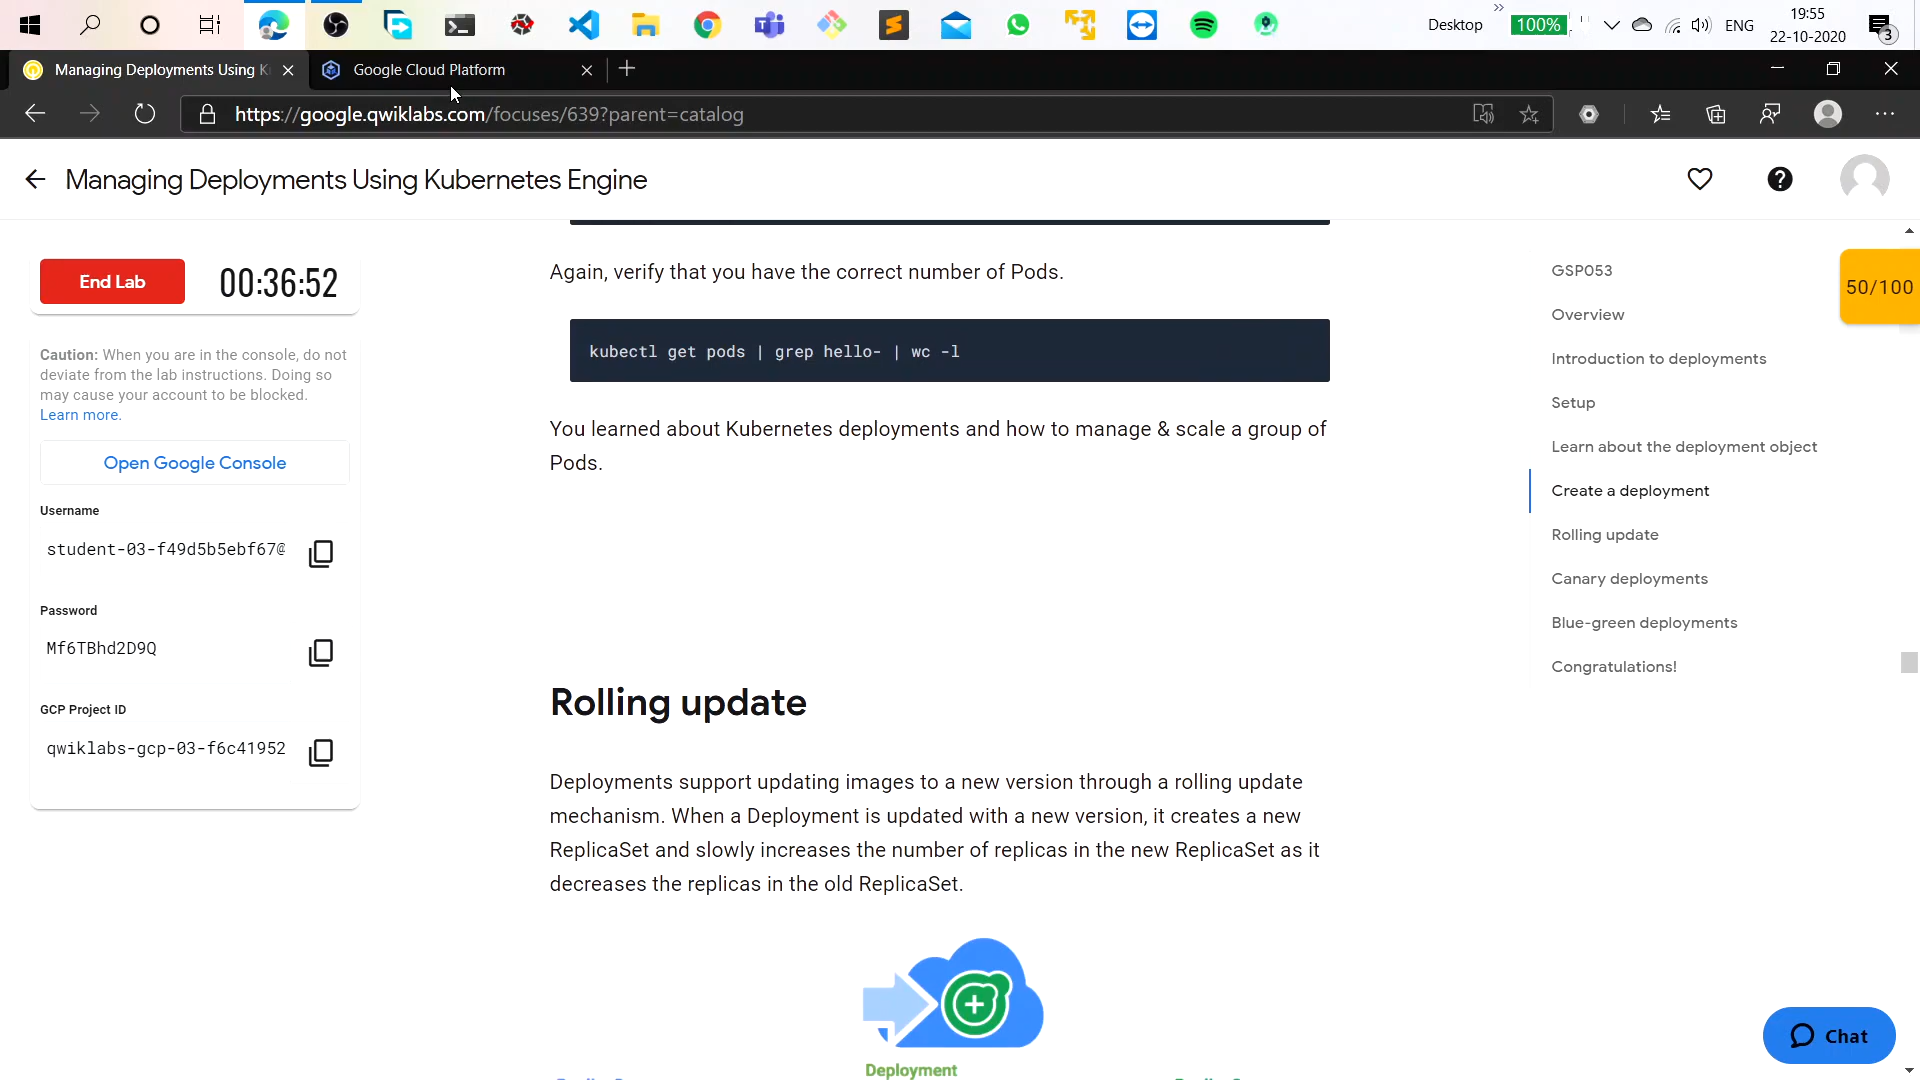 Desktop
100%
ENG
19:55
22-10-2020
3
Managing Deployments Using K
Google Cloud Platform
https://google.qwiklabs.com/focuses/639?parent=catalog
Managing Deployments Using Kubernetes Engine
End Lab
00:36:52
Caution: When you are in the console, do not
deviate from the lab instructions. Doing so
may cause your account to be blocked.
Learn more.
Open Google Console
Username
student-03-f49d5b5ebf67@
Password
Mf6TBhd2D9Q
GCP Project ID
qwiklabs-gcp-03-f6c41952
Again, verify that you have the correct number of Pods.
kubectl get pods | grep hello- | wc -l
You learned about Kubernetes deployments and how to manage & scale a group of
Pods.
Rolling update
Deployments support updating images to a new version through a rolling update
mechanism. When a Deployment is updated with a new version, it creates a new
ReplicaSet and slowly increases the number of replicas in the new ReplicaSet as it
decreases the replicas in the old ReplicaSet.
Deployment
GSP053
Overview
Introduction to deployments
Setup
Learn about the deployment object
Create a deployment
Rolling update
Canary deployments
Blue-green deployments
Congratulations!
50/100
Chat